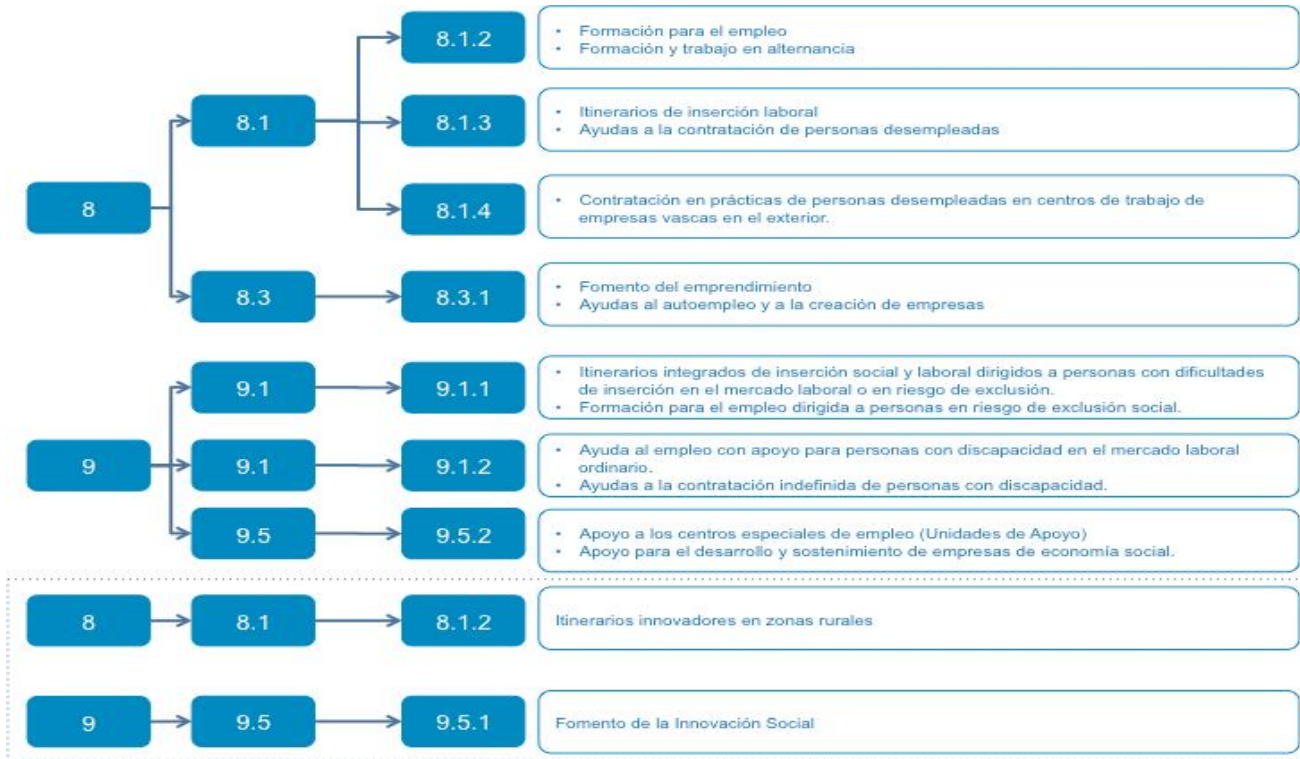 8
8.1
8.1.2
• Formación para el empleo
• Formación y trabajo en alternancia
8.1.3
• Itinerarios de inserción laboral
• Ayudas a la contratación de personas desempleadas
8.1.4
• Contratación en prácticas de personas desempleadas en centros de trabajo de
empresas vascas en el exterior.
8.3
8.3.1
• Fomento del emprendimiento
• Ayudas al autoempleo y a la creación de empresas
9
9.1
9.1.1
• Itinerarios integrados de inserción social y laboral dirigidos a personas con dificultades
de inserción en el mercado laboral o en riesgo de exclusión.
• Formación para el empleo dirigida a personas en riesgo de exclusión social.
9.1
9.1.2
• Ayuda al empleo con apoyo para personas con discapacidad en el mercado laboral
ordinario.
• Ayudas a la contratación indefinida de personas con discapacidad.
9.5
9.5.2
• Apoyo a los centros especiales de empleo (Unidades de Apoyo)
• Apoyo para el desarrollo y sostenimiento de empresas de economía social.
8
8.1
8.1.2
Itinerarios innovadores en zonas rurales
9
9.5
9.5.1
Fomento de la Innovación Social